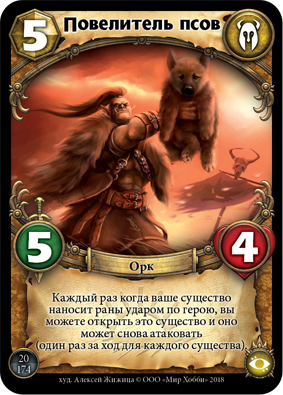 5
Повелитель псов
5
Орк
4
Каждый раз когда ваше существо
наносит раны ударом по герою, вы
можете открыть это существо и оно
может снова атаковать
(один раз за ход для каждого существа).
20
174
худ. Алексей Жижица © ООО «Мир Хобби» 2018